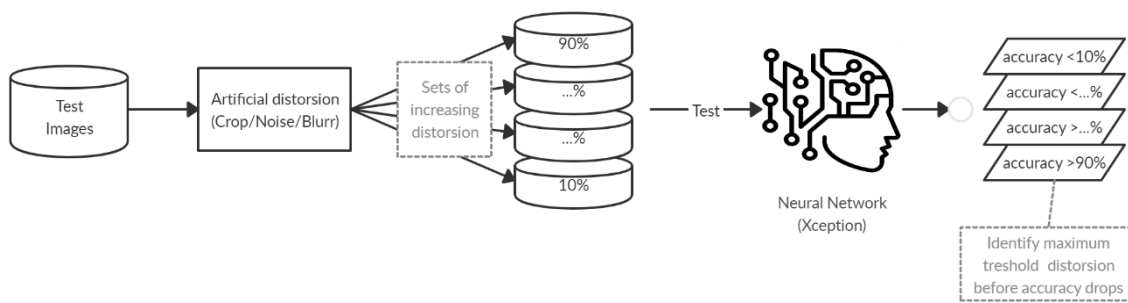 Test
Images
Artificial distorsion
(Crop/Noise/Blurr)
Sets of
increasing
distorsion
90%
...%
...%
10%
Test
Neural Network
(Xception)
accuracy <10%
accuracy <...%
accuracy >...%
accuracy >90%
Identify maximum
treshold distorsion
before accuracy drops